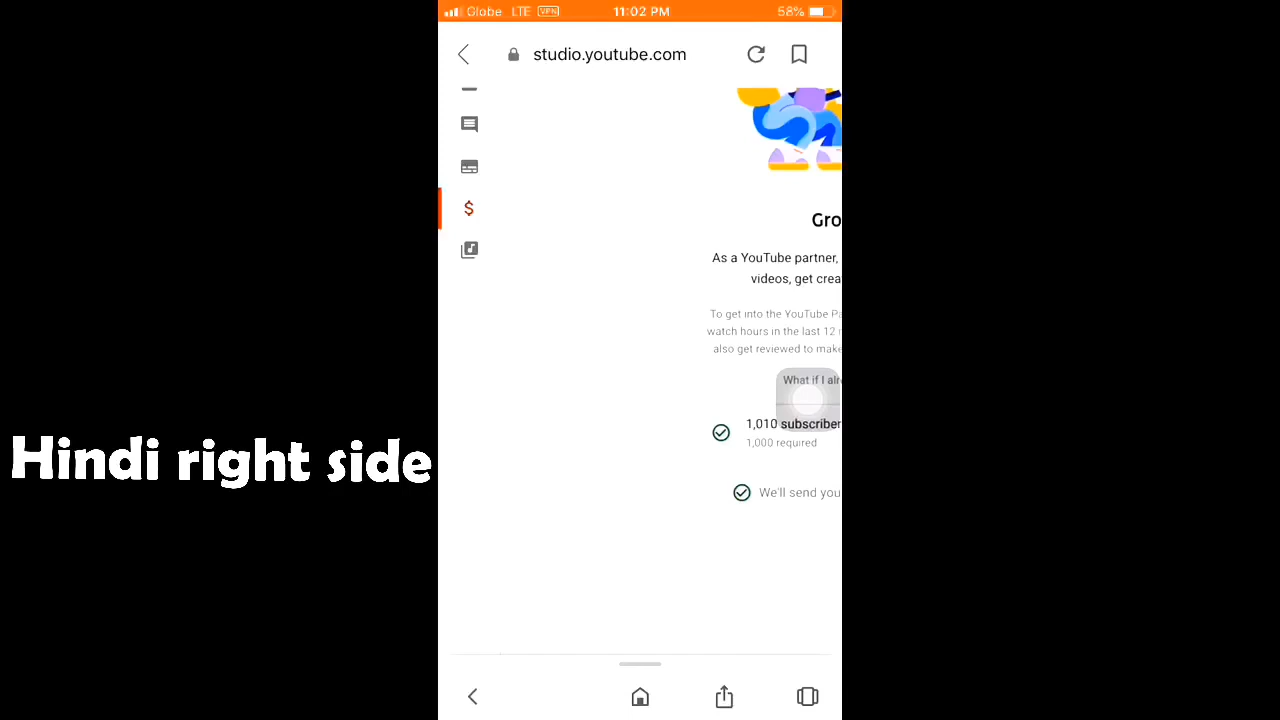 Globe LTE VPN 11:02 PM 58%
studio.youtube.com
Gro
As a YouTube partner,
videos, get crea
To get into the YouTube Pa
watch hours in the last 12
also get reviewed to make
What if I alr
1,010 subscriber
1,000 required
We'll send you
Hindi right side